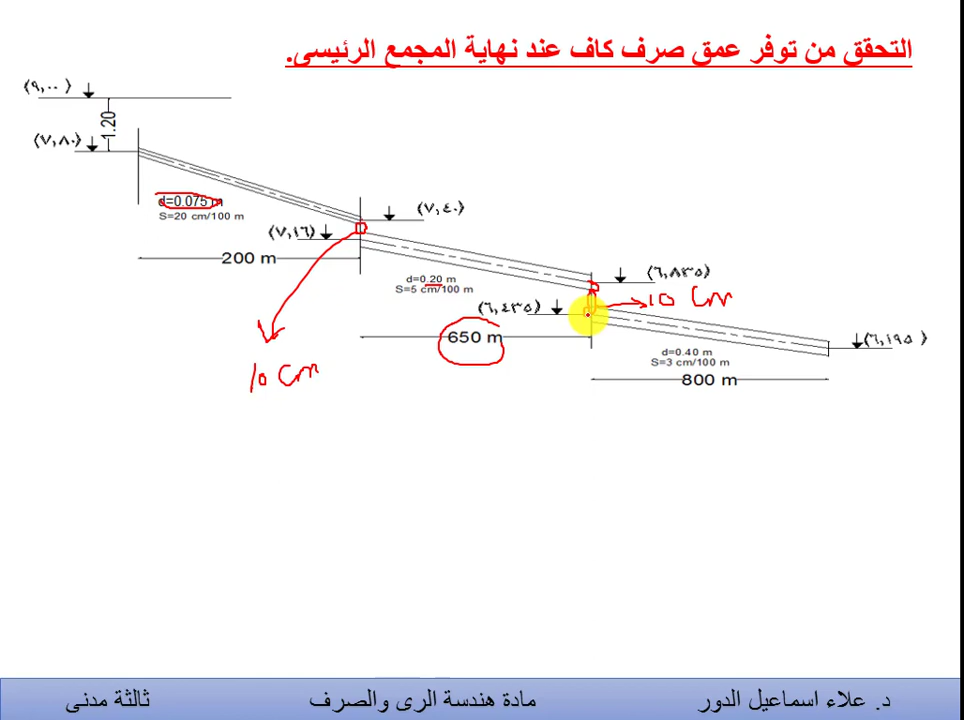 التحقق من توفر عمق صرف كاف عند نهاية المجمع الرئيسى.
(٩,٠٠)
1.20
(٧,٨٠)
d=0.075 m
S=20 cm/100 m
(٧,٤٠)
(٧,١٦)
200 m
d=0.20 m
S=5 cm/100 m
(٦,٨٣٥)
10 cm
(٦,٤٣٥)
650 m
(٦,١٩٥)
d=0.40 m
S=3 cm/100 m
800 m
10 cm
د. علاء اسماعيل الدور
مادة هندسة الرى والصرف
ثالثة مدنى